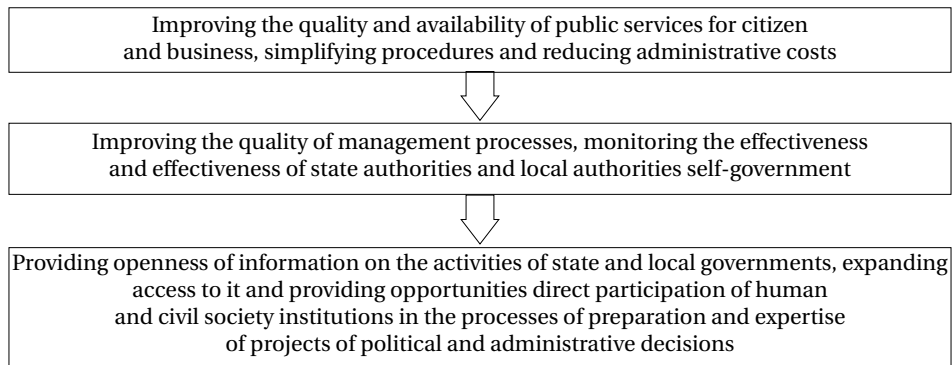 Improving the quality and availability of public services for citizen
and business, simplifying procedures and reducing administrative costs
Improving the quality of management processes, monitoring the effectiveness
and effectiveness of state authorities and local authorities self-government
Providing openness of information on the activities of state and local governments, expanding
access to it and providing opportunities direct participation of human
and civil society institutions in the processes of preparation and expertise
of projects of political and administrative decisions